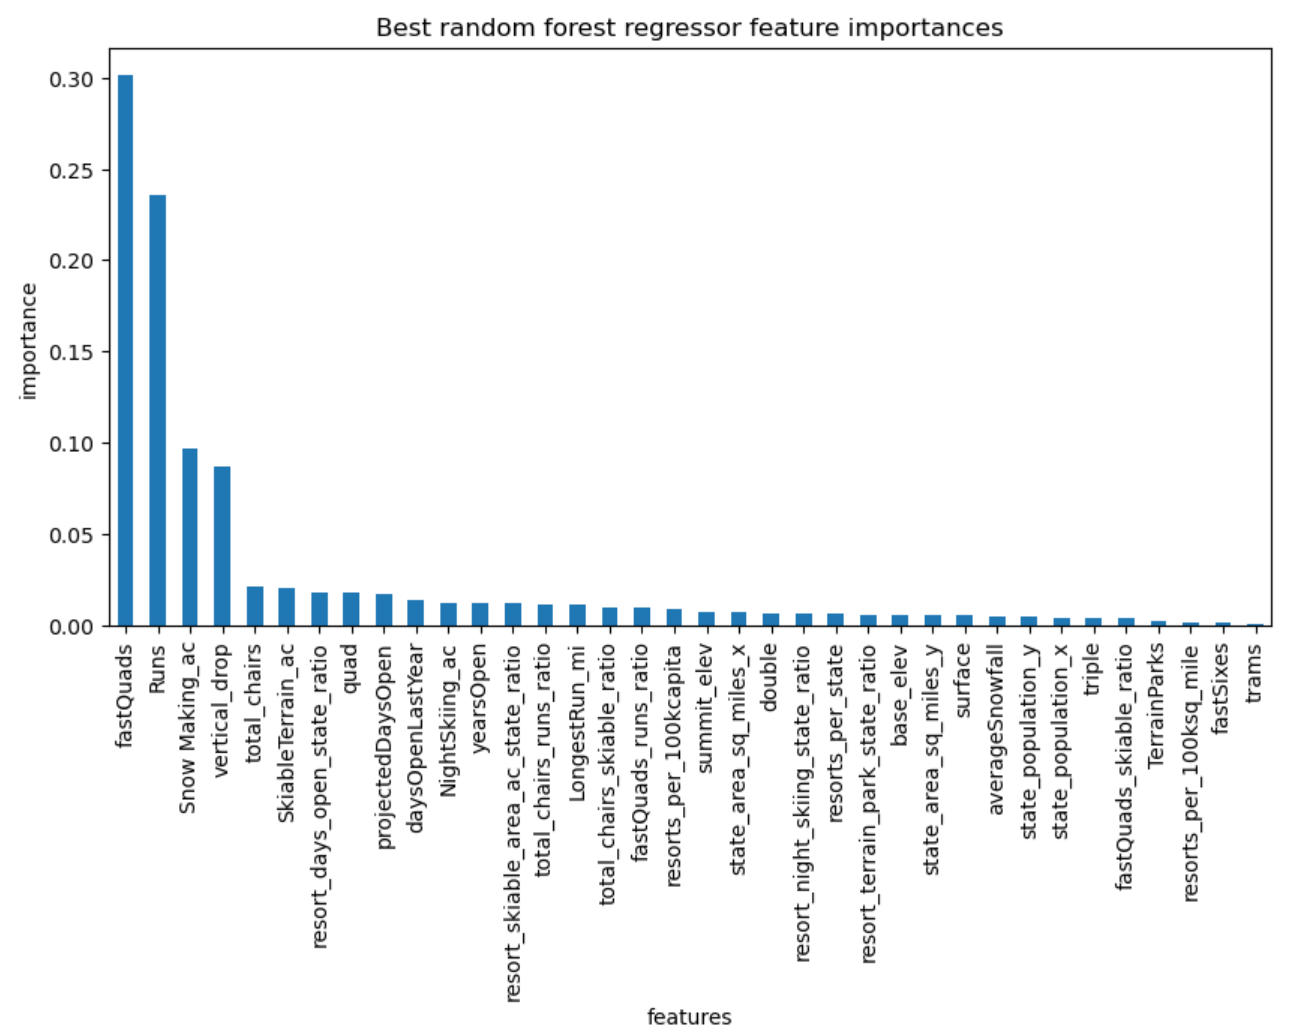 Best random forest regressor feature importances
0.30
0.25
0.20
0.15
0.10
0.05
0.00
importance
fastQuads
Runs
Snow Making_ac
vertical_drop
total_chairs
SkiableTerrain_ac
resort_days_open_state_ratio
quad
projectedDaysOpen
daysOpenLastYear
NightSkiing_ac
yearsOpen
resort_skiable_area_ac_state_ratio
total_chairs_runs_ratio
LongestRun_mi
total_chairs_skiable_ratio
fastQuads_runs_ratio
resorts_per_100kcapita
summit_elev
state_area_sq_miles_x
double
resort_night_skiing_state_ratio
resorts_per_state
resort_terrain_park_state_ratio
base_elev
state_area_sq_miles_y
surface
averageSnowfall
state_population_y
state_population_x
triple
fastQuads_skiable_ratio
TerrainParks
resorts_per_100ksq_mile
fastSixes
trams
features